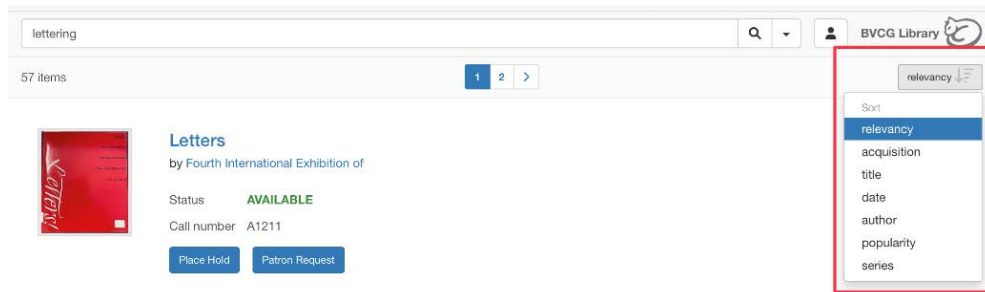 lettering
BVCG Library
57 items
1 2 >
relevancy
Sort
relevancy
acquisition
title
date
author
popularity
series
Letters
by Fourth International Exhibition of
Status AVAILABLE
Call number A1211
Place Hold Patron Request
Letters!